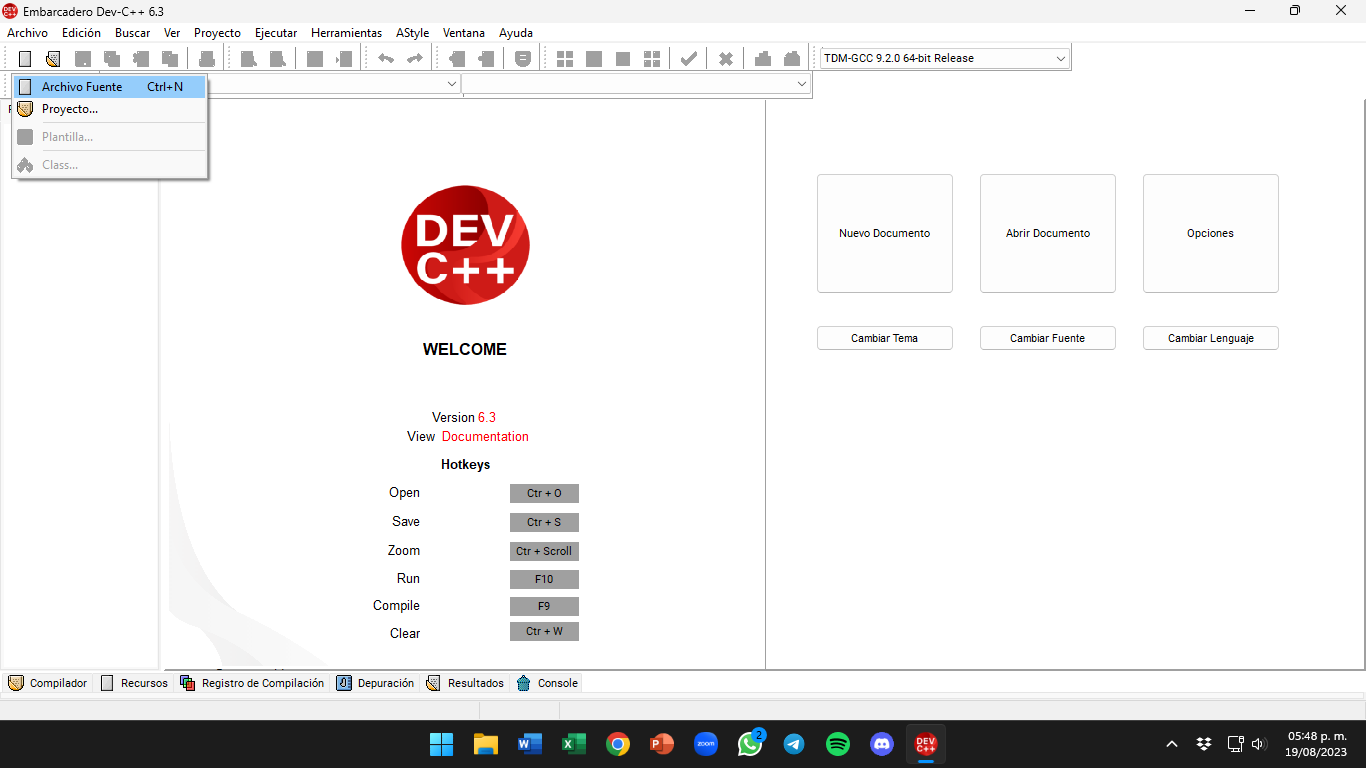 Embarcadero Dev-C++ 6.3
Archivo Edición Buscar Ver Proyecto Ejecutar Herramientas AStyle Ventana Ayuda
TDM-GCC 9.2.0 64-bit Release
Archivo Fuente Ctrl+N
Proyecto...
Plantilla...
Class...
DEV
C++
WELCOME
Version 6.3
View Documentation
Hotkeys
Open Ctr + O
Save Ctr + S
Zoom Ctr + Scroll
Run F10
Compile F9
Clear Ctr + W
Nuevo Documento Abrir Documento Opciones
Cambiar Tema Cambiar Fuente Cambiar Lenguaje
Compilador Recursos Registro de Compilación Depuración Resultados Console
zoom
2
DEV
C++
05:48 p. m.
19/08/2023